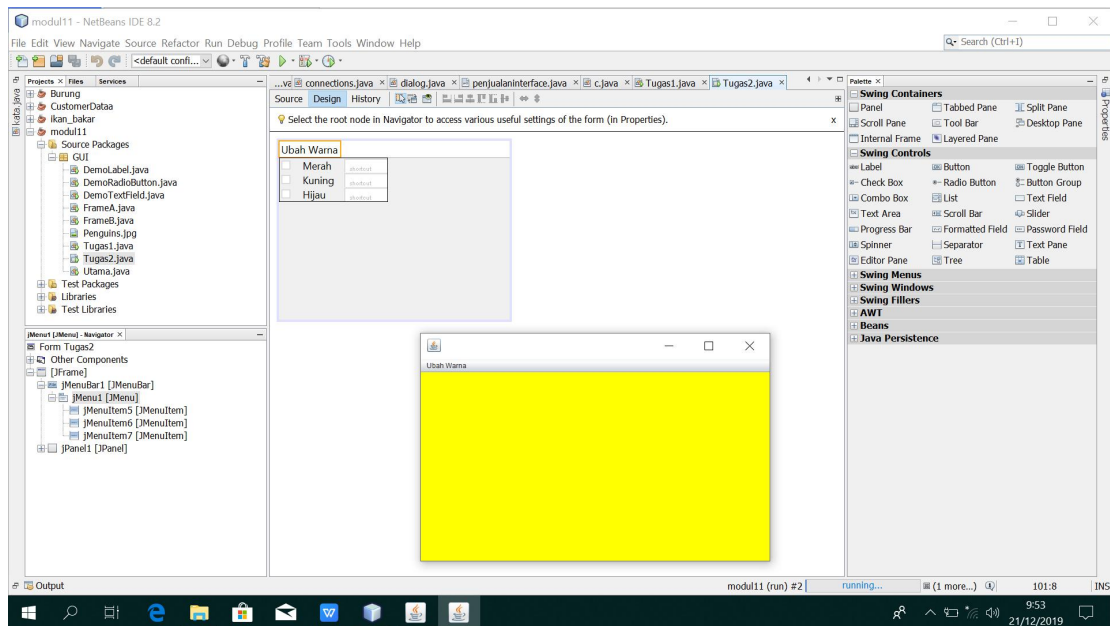 modul11 - NetBeans IDE 8.2
File Edit View Navigate Source Refactor Run Debug Profile Team Tools Window Help
Search (Ctrl+I)
<default confi...
Projects × Files Services
...va connections.java × dialog.java × penjualaninterface.java × c.java × Tugas1.java × Tugas2.java ×
Source Design History
Select the root node in Navigator to access various useful settings of the form (in Properties). x
kata.java
Burung
CustomerDataa
ikan_bakar
modul11
Source Packages
GUI
DemoLabel.java
DemoRadioButton.java
DemoTextField.java
FrameA.java
FrameB.java
Penguins.jpg
Tugas1.java
Tugas2.java
Utama.java
Test Packages
Libraries
Test Libraries
Ubah Warna
Merah shortcut
Kuning shortcut
Hijau shortcut
Palette ×
Swing Containers
Panel Tabbed Pane Split Pane
Scroll Pane Tool Bar Desktop Pane
Internal Frame Layered Pane
Swing Controls
Label Button Toggle Button
Check Box Radio Button Button Group
Combo Box List Text Field
Text Area Scroll Bar Slider
Progress Bar Formatted Field Password Field
Spinner Separator Text Pane
Editor Pane Tree Table
Swing Menus
Swing Windows
Swing Fillers
AWT
Beans
Java Persistence
Properties
jMenu1 [JMenu] - Navigator ×
Form Tugas2
Other Components
[JFrame]
jMenuBar1 [JMenuBar]
jMenu1 [JMenu]
jMenuItem5 [JMenuItem]
jMenuItem6 [JMenuItem]
jMenuItem7 [JMenuItem]
jPanel1 [JPanel]
Ubah Warna
Output
modul11 (run) #2 running... (1 more...) 101:8 INS
9:53
21/12/2019